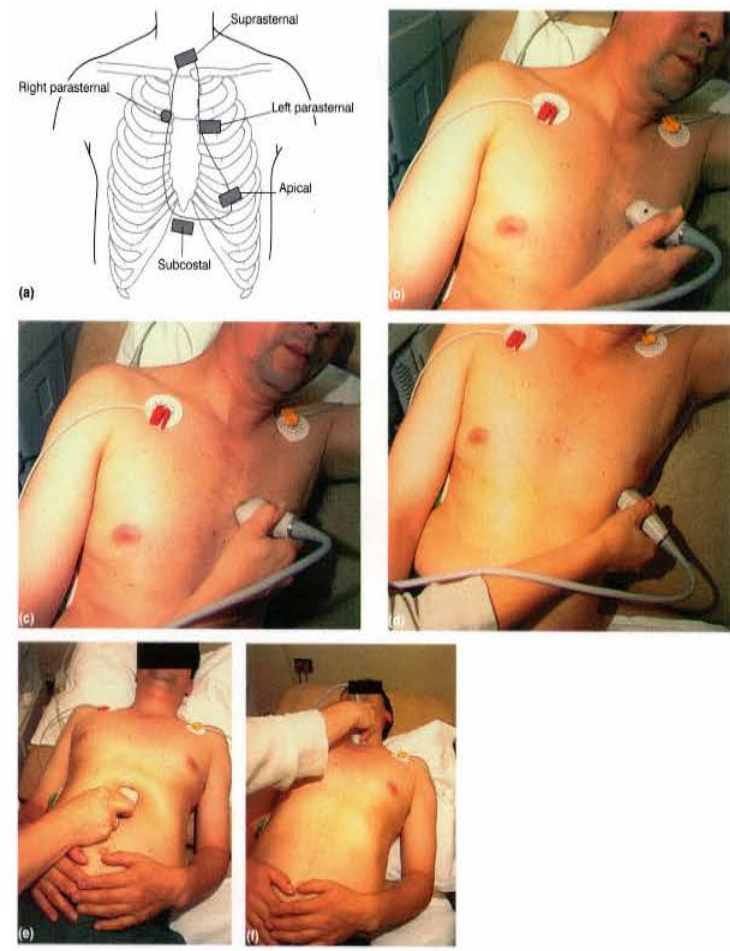 Suprasternal
Right parasternal
Left parasternal
Apical
Subcostal
(a)
(b)
(c)
(d)
(e)
(f)